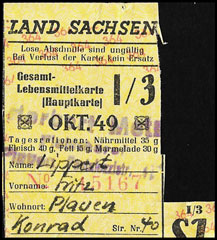 LAND SACHSEN
Lose Abschnitte sind ungültig
Bei Verlust der Karte kein Ersatz
Gesamt-
Lebensmittelkarte
[Hauptkarte]
1/3
OKT. 49
Tagesrationen: Nährmittel 35
Fleisch 40, Fett 15 g, Marmelade 30 g
Name: Lippert
Vorname: Fritz
Wohnort: Plauen
Konrad Str. Nr. 40
1/3